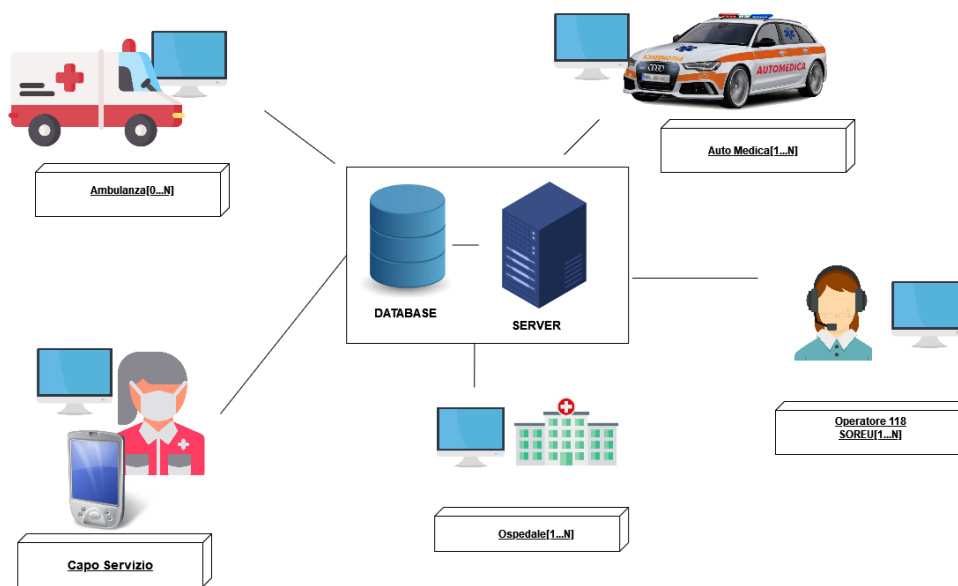 AUTOMEDICA
Auto Medica[1...N]
Ambulanza[0...N]
DATABASE
SERVER
Operatore 118
SOREU[1...N]
Ospedale[1...N]
Capo Servizio